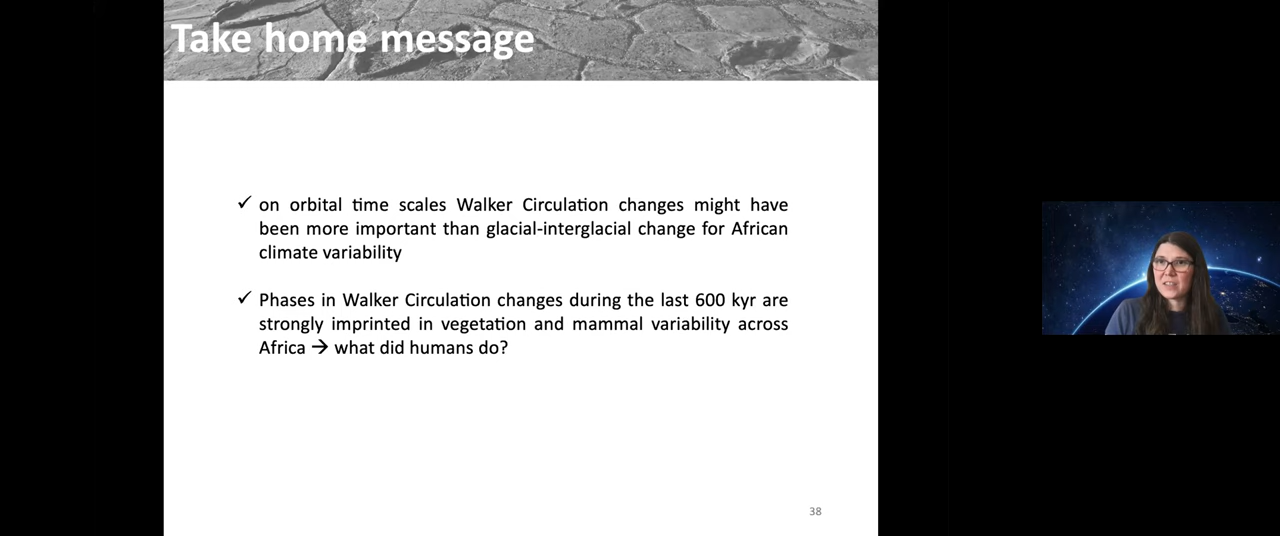 Take home message
✓ on orbital time scales Walker Circulation changes might have
been more important than glacial-interglacial change for African
climate variability
✓ Phases in Walker Circulation changes during the last 600 kyr are
strongly imprinted in vegetation and mammal variability across
Africa → what did humans do?
38